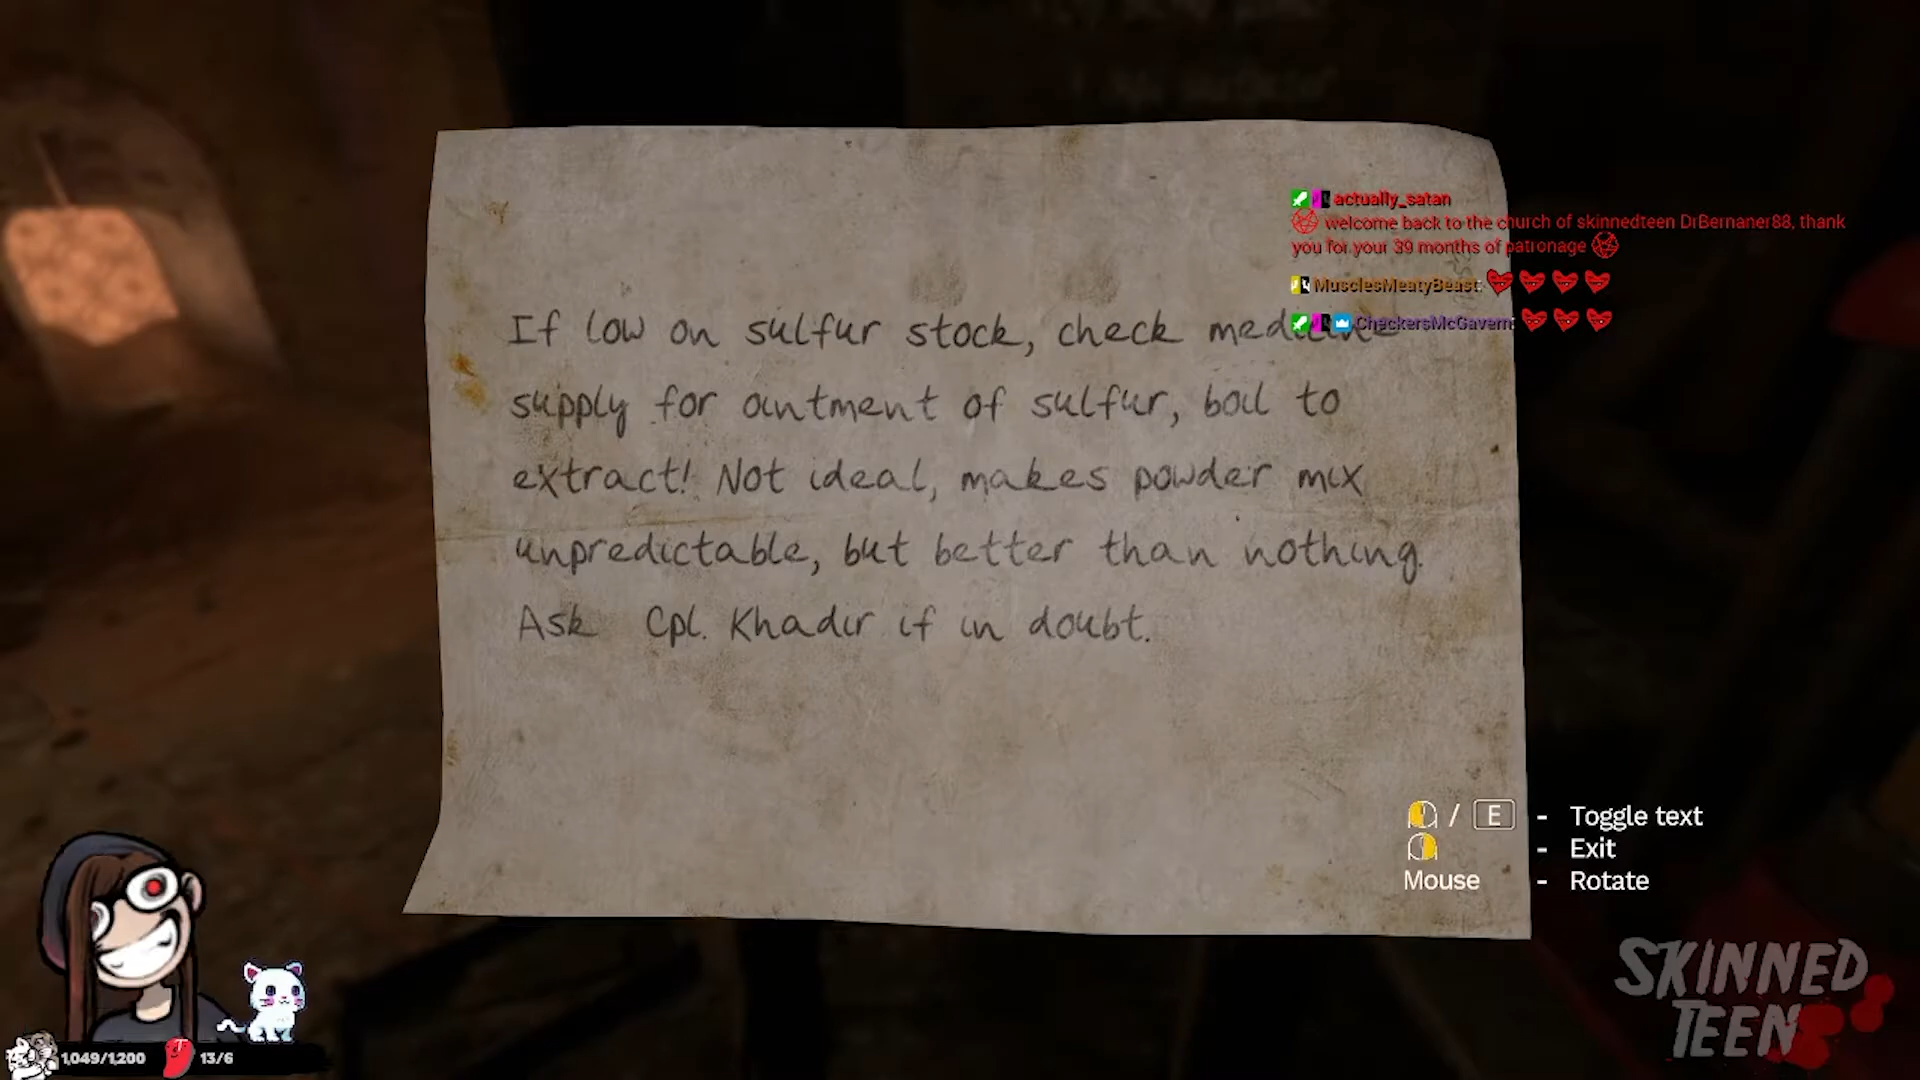 actually_satan
welcome back to the church of skinnedteen DrBernaner88, thank
you for your 39 months of patronage
MusclesMeatyBeast:
CheckersMcGavern:
If low on sulfur stock, check medicine
supply for ointment of sulfur, boil to
extract! Not ideal, makes powder mix
unpredictable, but better than nothing.
Ask Cpl. Khadir if in doubt.
/ E - Toggle text
- Exit
Mouse - Rotate
SKINNED
TEEN
1,049/1,200 13/6